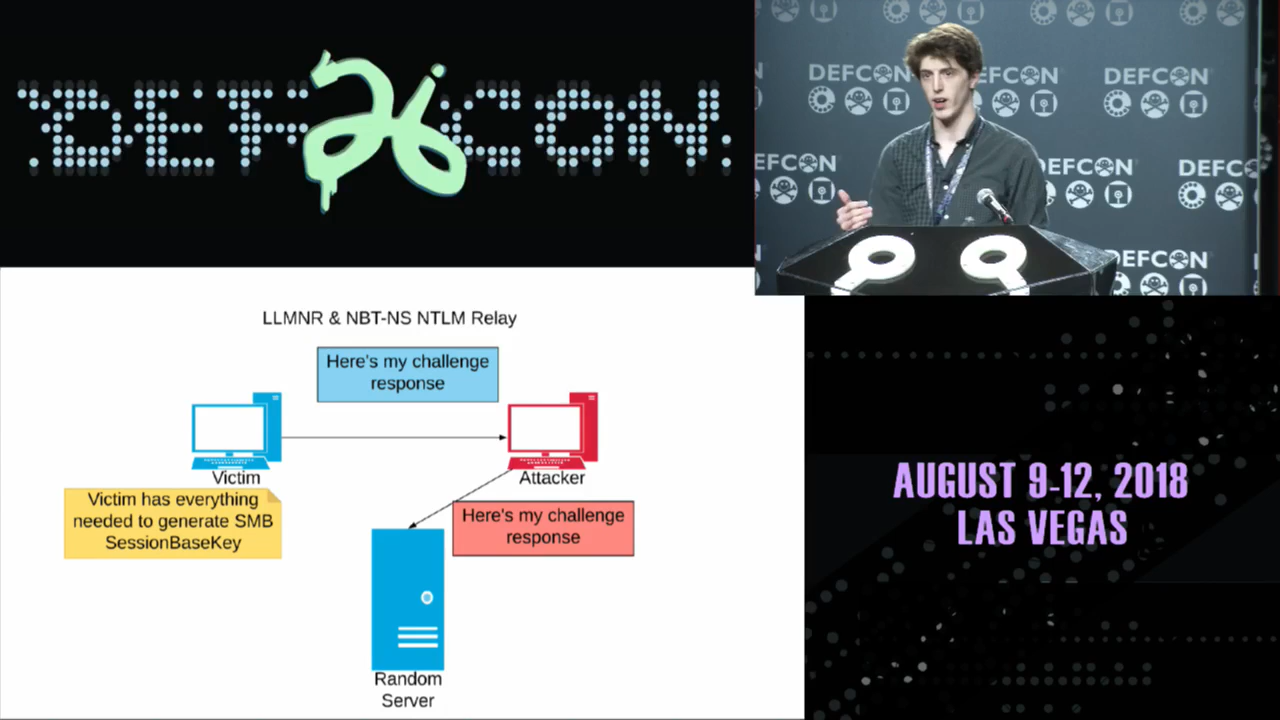 DEF CON
26
DEFCON DEFCON DEFCON
EFCON DEFCON
DEFCON
LLMNR & NBT-NS NTLM Relay
Here's my challenge
response
Victim
Attacker
Victim has everything
needed to generate SMB
SessionBaseKey
Here's my challenge
response
Random
Server
AUGUST 9-12, 2018
LAS VEGAS